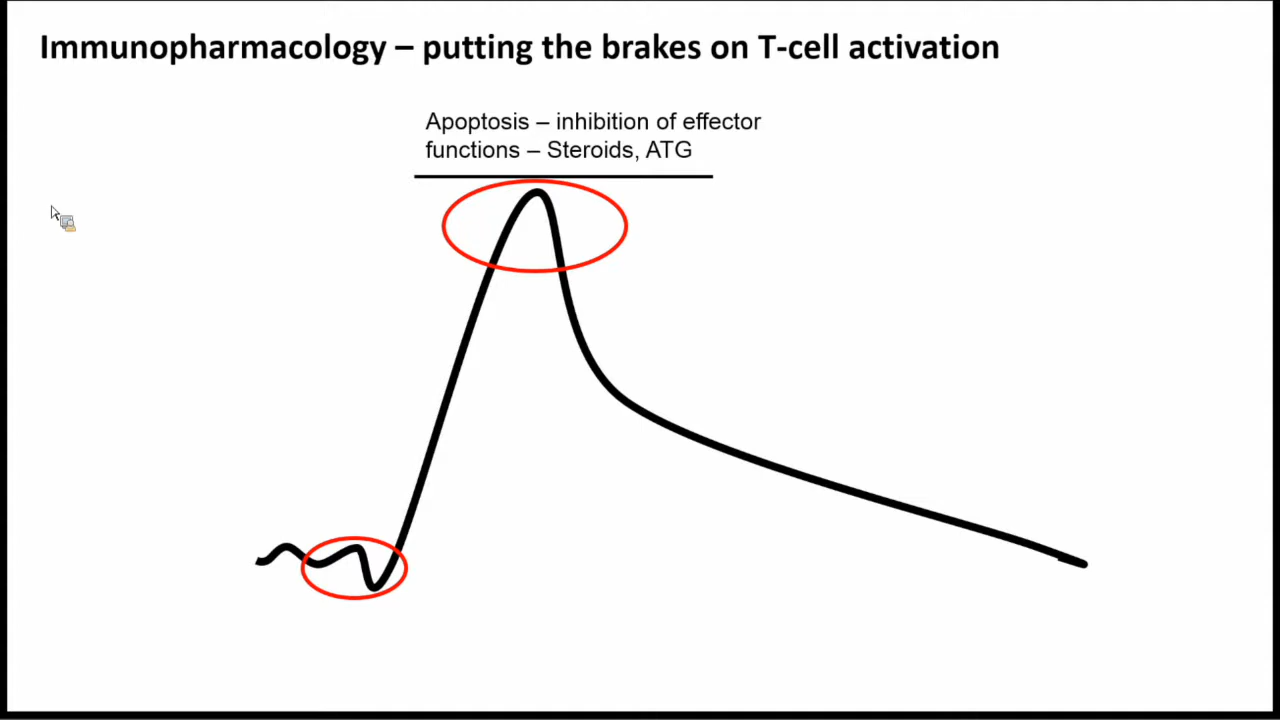 Immunopharmacology – putting the brakes on T-cell activation
Apoptosis – inhibition of effector
functions – Steroids, ATG